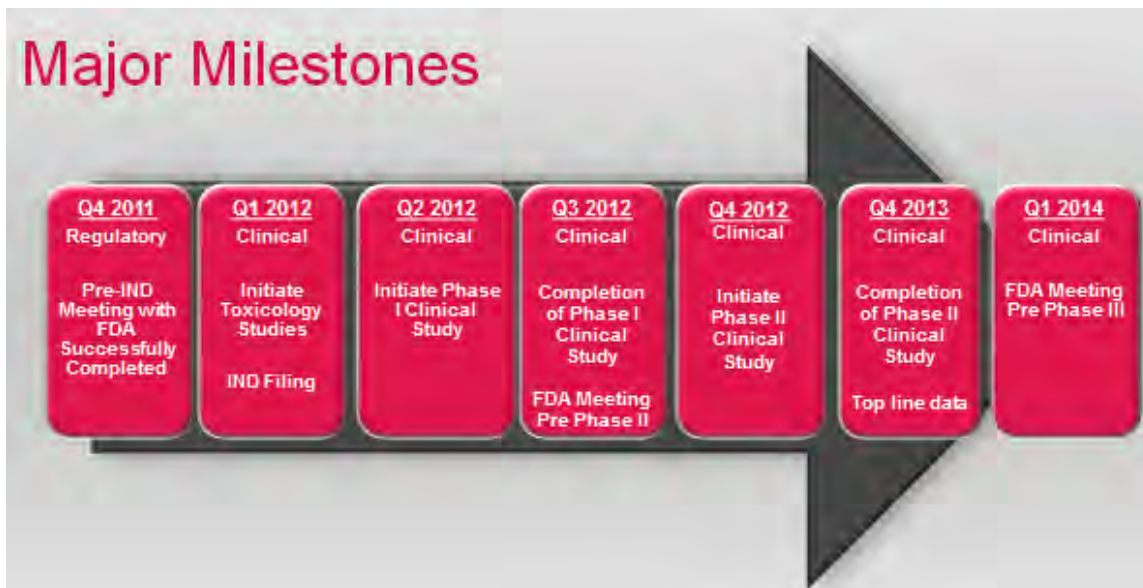 Major Milestones
Q4 2011
Regulatory
Pre-IND
Meeting with
FDA
Successfully
Completed
Q1 2012
Clinical
Initiate
Toxicology
Studies
IND Filing
Q2 2012
Clinical
Initiate Phase
I Clinical
Study
Q3 2012
Clinical
Completion
of Phase I
Clinical
Study
FDA Meeting
Pre Phase II
Q4 2012
Clinical
Initiate
Phase II
Clinical
Study
Q4 2013
Clinical
Completion
of Phase II
Clinical
Study
Top line data
Q1 2014
Clinical
FDA Meeting
Pre Phase III